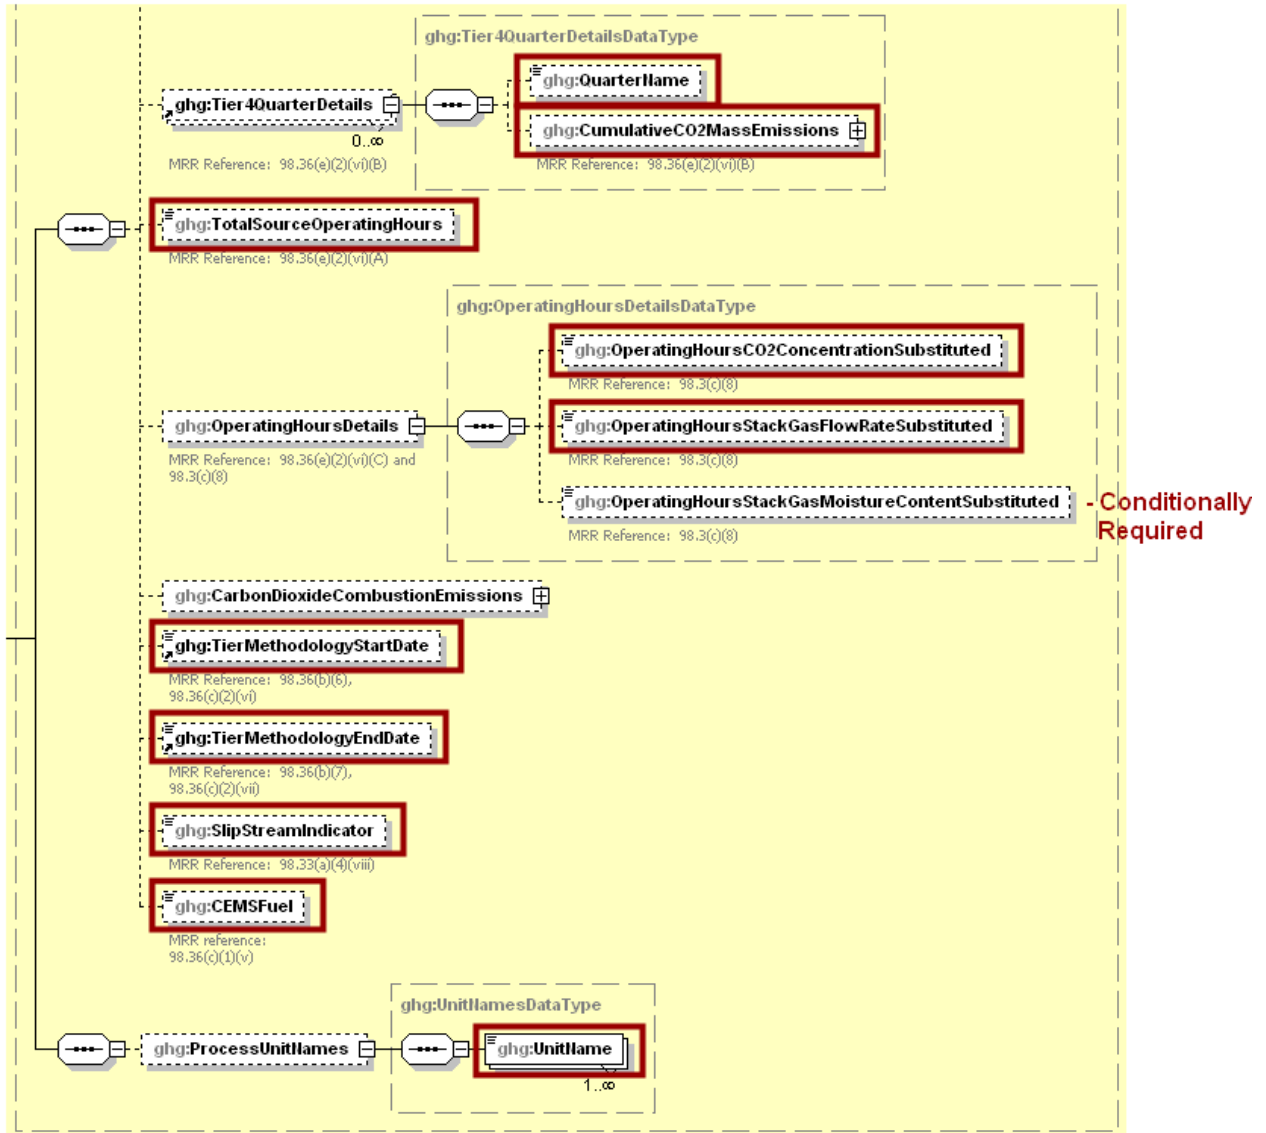 ghg:Tier4QuarterDetailsDataType
ghg:QuarterName
ghg:Tier4QuarterDetails
ghg:CumulativeCO2MassEmissions
0..∞
MRR Reference: 98.36(e)(2)(vi)(B)
MRR Reference: 98.36(e)(2)(vi)(B)
ghg:TotalSourceOperatingHours
MRR Reference: 98.36(e)(2)(vi)(A)
ghg:OperatingHoursDetailsDataType
ghg:OperatingHoursCO2ConcentrationSubstituted
MRR Reference: 98.3(c)(8)
ghg:OperatingHoursDetails
ghg:OperatingHoursStackGasFlowRateSubstituted
MRR Reference: 98.36(e)(2)(vi)(C) and
98.3(c)(8)
MRR Reference: 98.3(c)(8)
ghg:OperatingHoursStackGasMoistureContentSubstituted
- Conditionally
Required
MRR Reference: 98.3(c)(8)
ghg:CarbonDioxideCombustionEmissions
ghg:TierMethodologyStartDate
MRR Reference: 98.36(b)(6),
98.36(c)(2)(vi)
ghg:TierMethodologyEndDate
MRR Reference: 98.36(b)(7),
98.36(c)(2)(vii)
ghg:SlipStreamIndicator
MRR Reference: 98.33(a)(4)(viii)
ghg:CEMSFuel
MRR reference:
98.36(c)(1)(v)
ghg:UnitNamesDataType
ghg:ProcessUnitNames
ghg:UnitName
1..∞